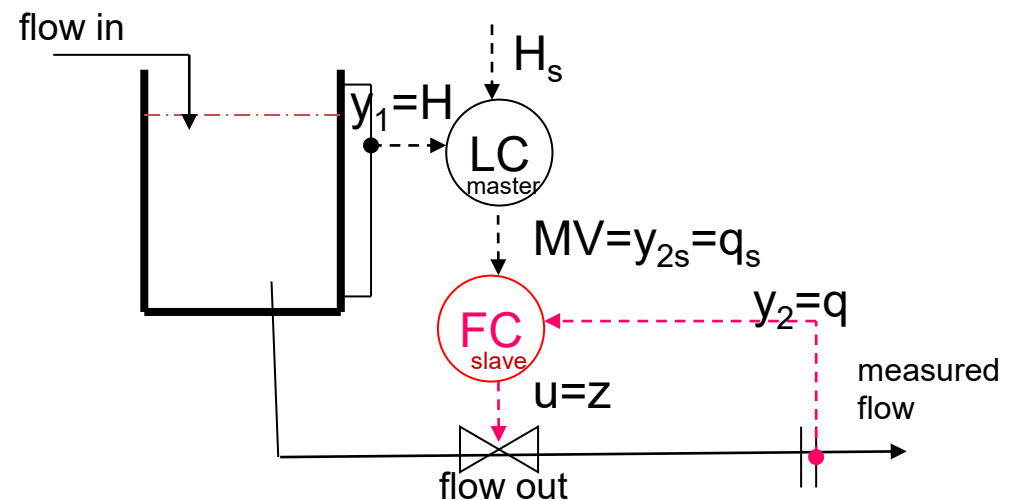 flow in
Hₛ
y₁=H
LC
master
MV=y₂ₛ=qₛ
y₂=q
FC
slave
measured
flow
u=z
flow out